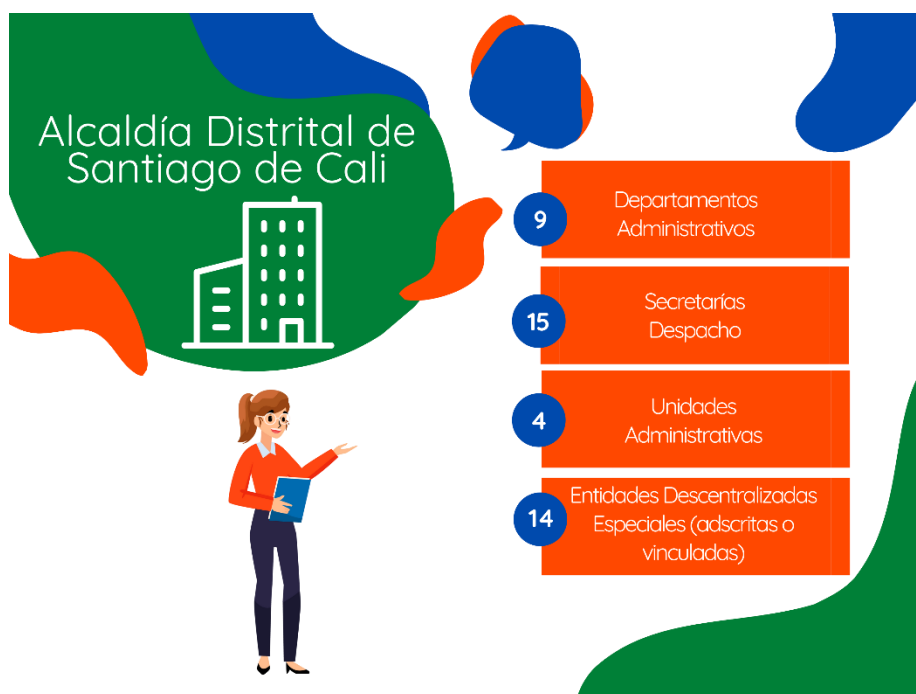 Alcaldía Distrital de
Santiago de Cali
9
Departamentos
Administrativos
15
Secretarías
Despacho
4
Unidades
Administrativas
14
Entidades Descentralizadas
Especiales (adscritas o
vinculadas)